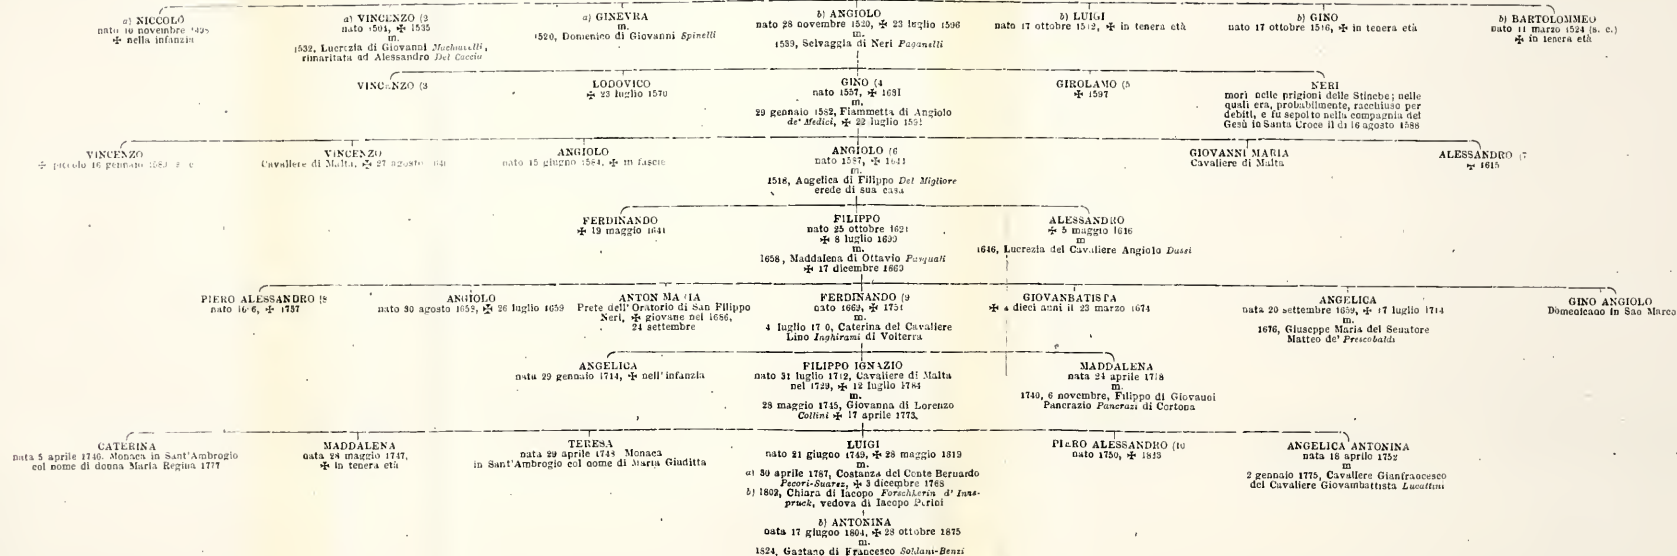 a) NICCOLÒ
nato 10 novembre
✠ nella infanzia
a) VINCENZO (2
nato 1501, ✠ 1535
m.
1532, Lucrezia di Giovanni
rimaritata ad Alessandro Del Caccia
a) GINEVRA
m.
1520, Domenico di Giovanni Spinelli
b) ANGIOLO
nato 28 novembre 1520, ✠ 23 luglio 1596
m.
1539, Selvaggia di Neri Paganelli
b) LUIGI
nato 17 ottobre 1512, ✠ in tenera età
b) GINO
nato 17 ottobre 1516, ✠ in tenera età
b) BARTOLOMMEO
nato 11 marzo 1524 (s. c.)
✠ in tenera età
VINCENZO (3
LODOVICO
✠ 23 luglio 1570
GINO (4
nato 1557, ✠ 1631
m.
29 gennaio 1582, Fiammetta di Angiolo
de' Medici, ✠ 22 luglio
GIROLAMO (5
✠ 1597
NERI
morì nelle prigioni delle Stinche; nelle
quali era, probabilmente, racchiuso per
debiti, e fu sepolto nella compagnia del
Gesù in Santa Croce il dì 16 agosto 1588
VINCENZO
✠ piccolo 16 gennaio
VINCENZO
Cavaliere di Malta, ✠ 27 agosto
ANGIOLO
nato 15 giugno 1584, ✠ in fascie
ANGIOLO (6
nato 1587, ✠
m.
1518, Angelica di Filippo Del Migliore
erede di sua casa
GIOVANNI MARIA
Cavaliere di Malta
ALESSANDRO (7
✠ 1615
FERDINANDO
✠ 19 maggio 1641
FILIPPO
nato 25 ottobre 1621
✠ 8 luglio 1699
m.
1658, Maddalena di Ottavio
✠ 17 dicembre 1669
ALESSANDRO
✠ 5 maggio 1616
m
1646, Lucrezia del Cavaliere Angiolo Dassi
PIERO ALESSANDRO
nato ✠ 1757
ANGIOLO
nato 30 agosto 1659, ✠ 26 luglio 1659
ANTON MARIA
Prete dell' Oratorio di San Filippo
Neri, ✠ giovane nel 1686,
24 settembre
FERDINANDO (9
nato 1669, ✠ 1751
m.
4 luglio Caterina del Cavaliere
Lino Inghirami di Volterra
GIOVANBATISTA
✠ a dieci anni il 23 marzo 1674
ANGELICA
nata 20 settembre 1659, ✠ 17 luglio 1714
m.
1676, Giuseppe Maria del Senatore
Matteo de' Frescobaldi
GINO ANGIOLO
Domenicano in San Marco
ANGELICA
nata 29 gennaio 1714, ✠ nell' infanzia
FILIPPO IGNAZIO
nato 31 luglio 1712, Cavaliere di Malta
nel 1729, ✠ 12 luglio 1784
m.
28 maggio 1745, Giovanna di Lorenzo
Collini ✠ 17 aprile 1773.
MADDALENA
nata 24 aprile 1718
m.
1740, 6 novembre, Filippo di Giovanni
Pancrazio Pancrazi di Cortona
CATERINA
nata 5 aprile 1746. Monaca in Sant'Ambrogio
col nome di donna Maria Regina 1777
MADDALENA
nata 28 maggio 1747,
✠ in tenera età
TERESA
nata 29 aprile 1748 Monaca
in Sant'Ambrogio col nome di Maria Giuditta
LUIGI
nato 21 giugno 1749, ✠ 28 maggio 1819
m.
a) 30 aprile 1787, Costanza del Conte Bernardo
Pecori-Suarez, ✠ 3 dicembre
b) 1802, Chiara di Iacopo Forschkerin d' Inns-
pruck, vedova di Iacopo Perini
PIERO ALESSANDRO (10
nato 1750, ✠
ANGELICA ANTONINA
nata 18 aprile 1752
m
2 gennaio 1775, Cavaliere Gianfrancesco
del Cavaliere Giovambattista Lucattini
b) ANTONINA
nata 17 giugno 1804, ✠ 28 ottobre 1875
m.
1824, Gaetano di Francesco Soldani-Benzi